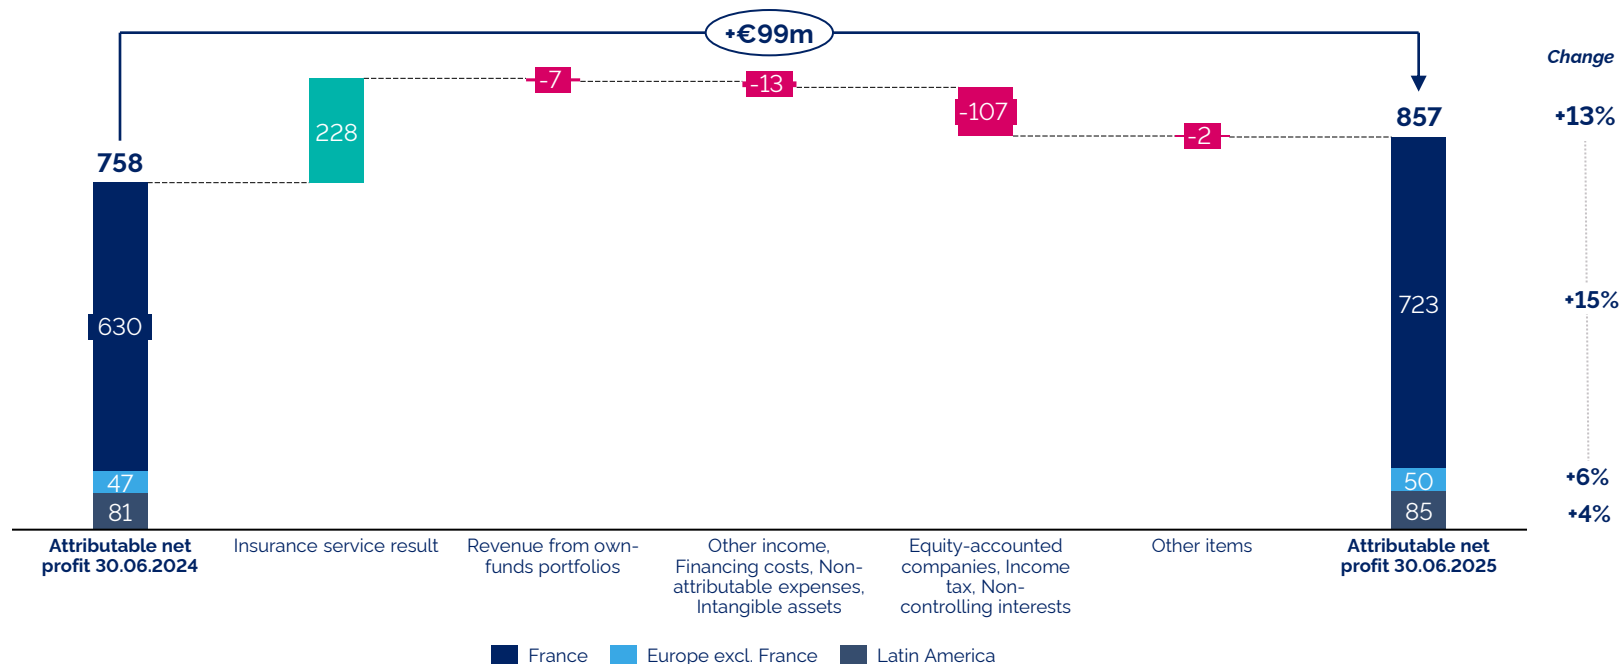 +€99m
Change
758
228
-7
-13
-107
-2
857
+13%
630
723
+15%
47
50
+6%
81
85
+4%
Attributable net
profit 30.06.2024
Insurance service result
Revenue from own-
funds portfolios
Other income,
Financing costs, Non-
attributable expenses,
Intangible assets
Equity-accounted
companies, Income
tax, Non-
controlling interests
Other items
Attributable net
profit 30.06.2025
France
Europe excl. France
Latin America